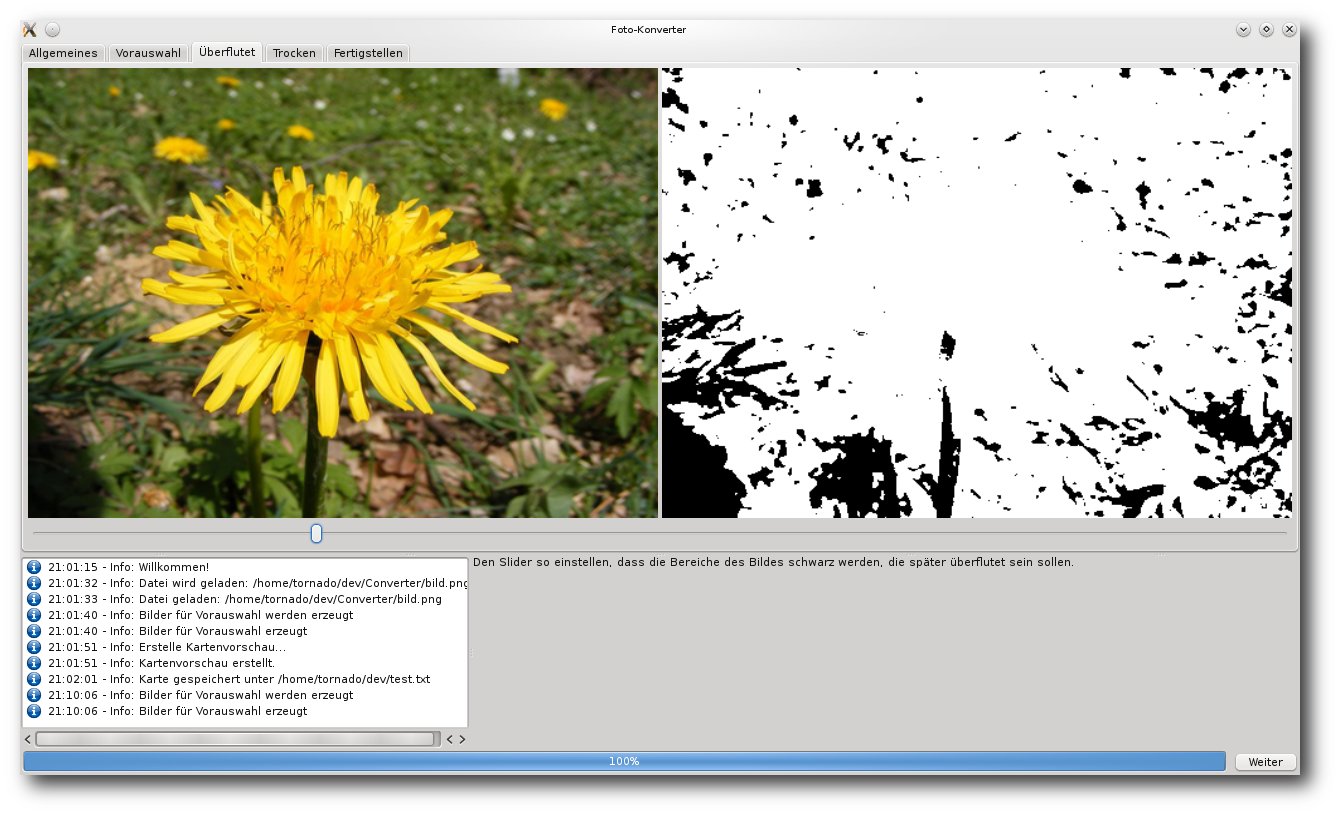 Foto-Konverter
Allgemeines Vorauswahl Überflutet Trocken Fertigstellen
21:01:15 - Info: Willkommen!
21:01:32 - Info: Datei wird geladen: /home/tornado/dev/Converter/bild.png
21:01:33 - Info: Datei geladen: /home/tornado/dev/Converter/bild.png
21:01:40 - Info: Bilder für Vorauswahl werden erzeugt
21:01:40 - Info: Bilder für Vorauswahl erzeugt
21:01:51 - Info: Erstelle Kartenvorschau...
21:01:51 - Info: Kartenvorschau erstellt.
21:02:01 - Info: Karte gespeichert unter /home/tornado/dev/test.txt
21:10:06 - Info: Bilder für Vorauswahl werden erzeugt
21:10:06 - Info: Bilder für Vorauswahl erzeugt
Den Slider so einstellen, dass die Bereiche des Bildes schwarz werden, die später überflutet sein sollen.
100%
Weiter